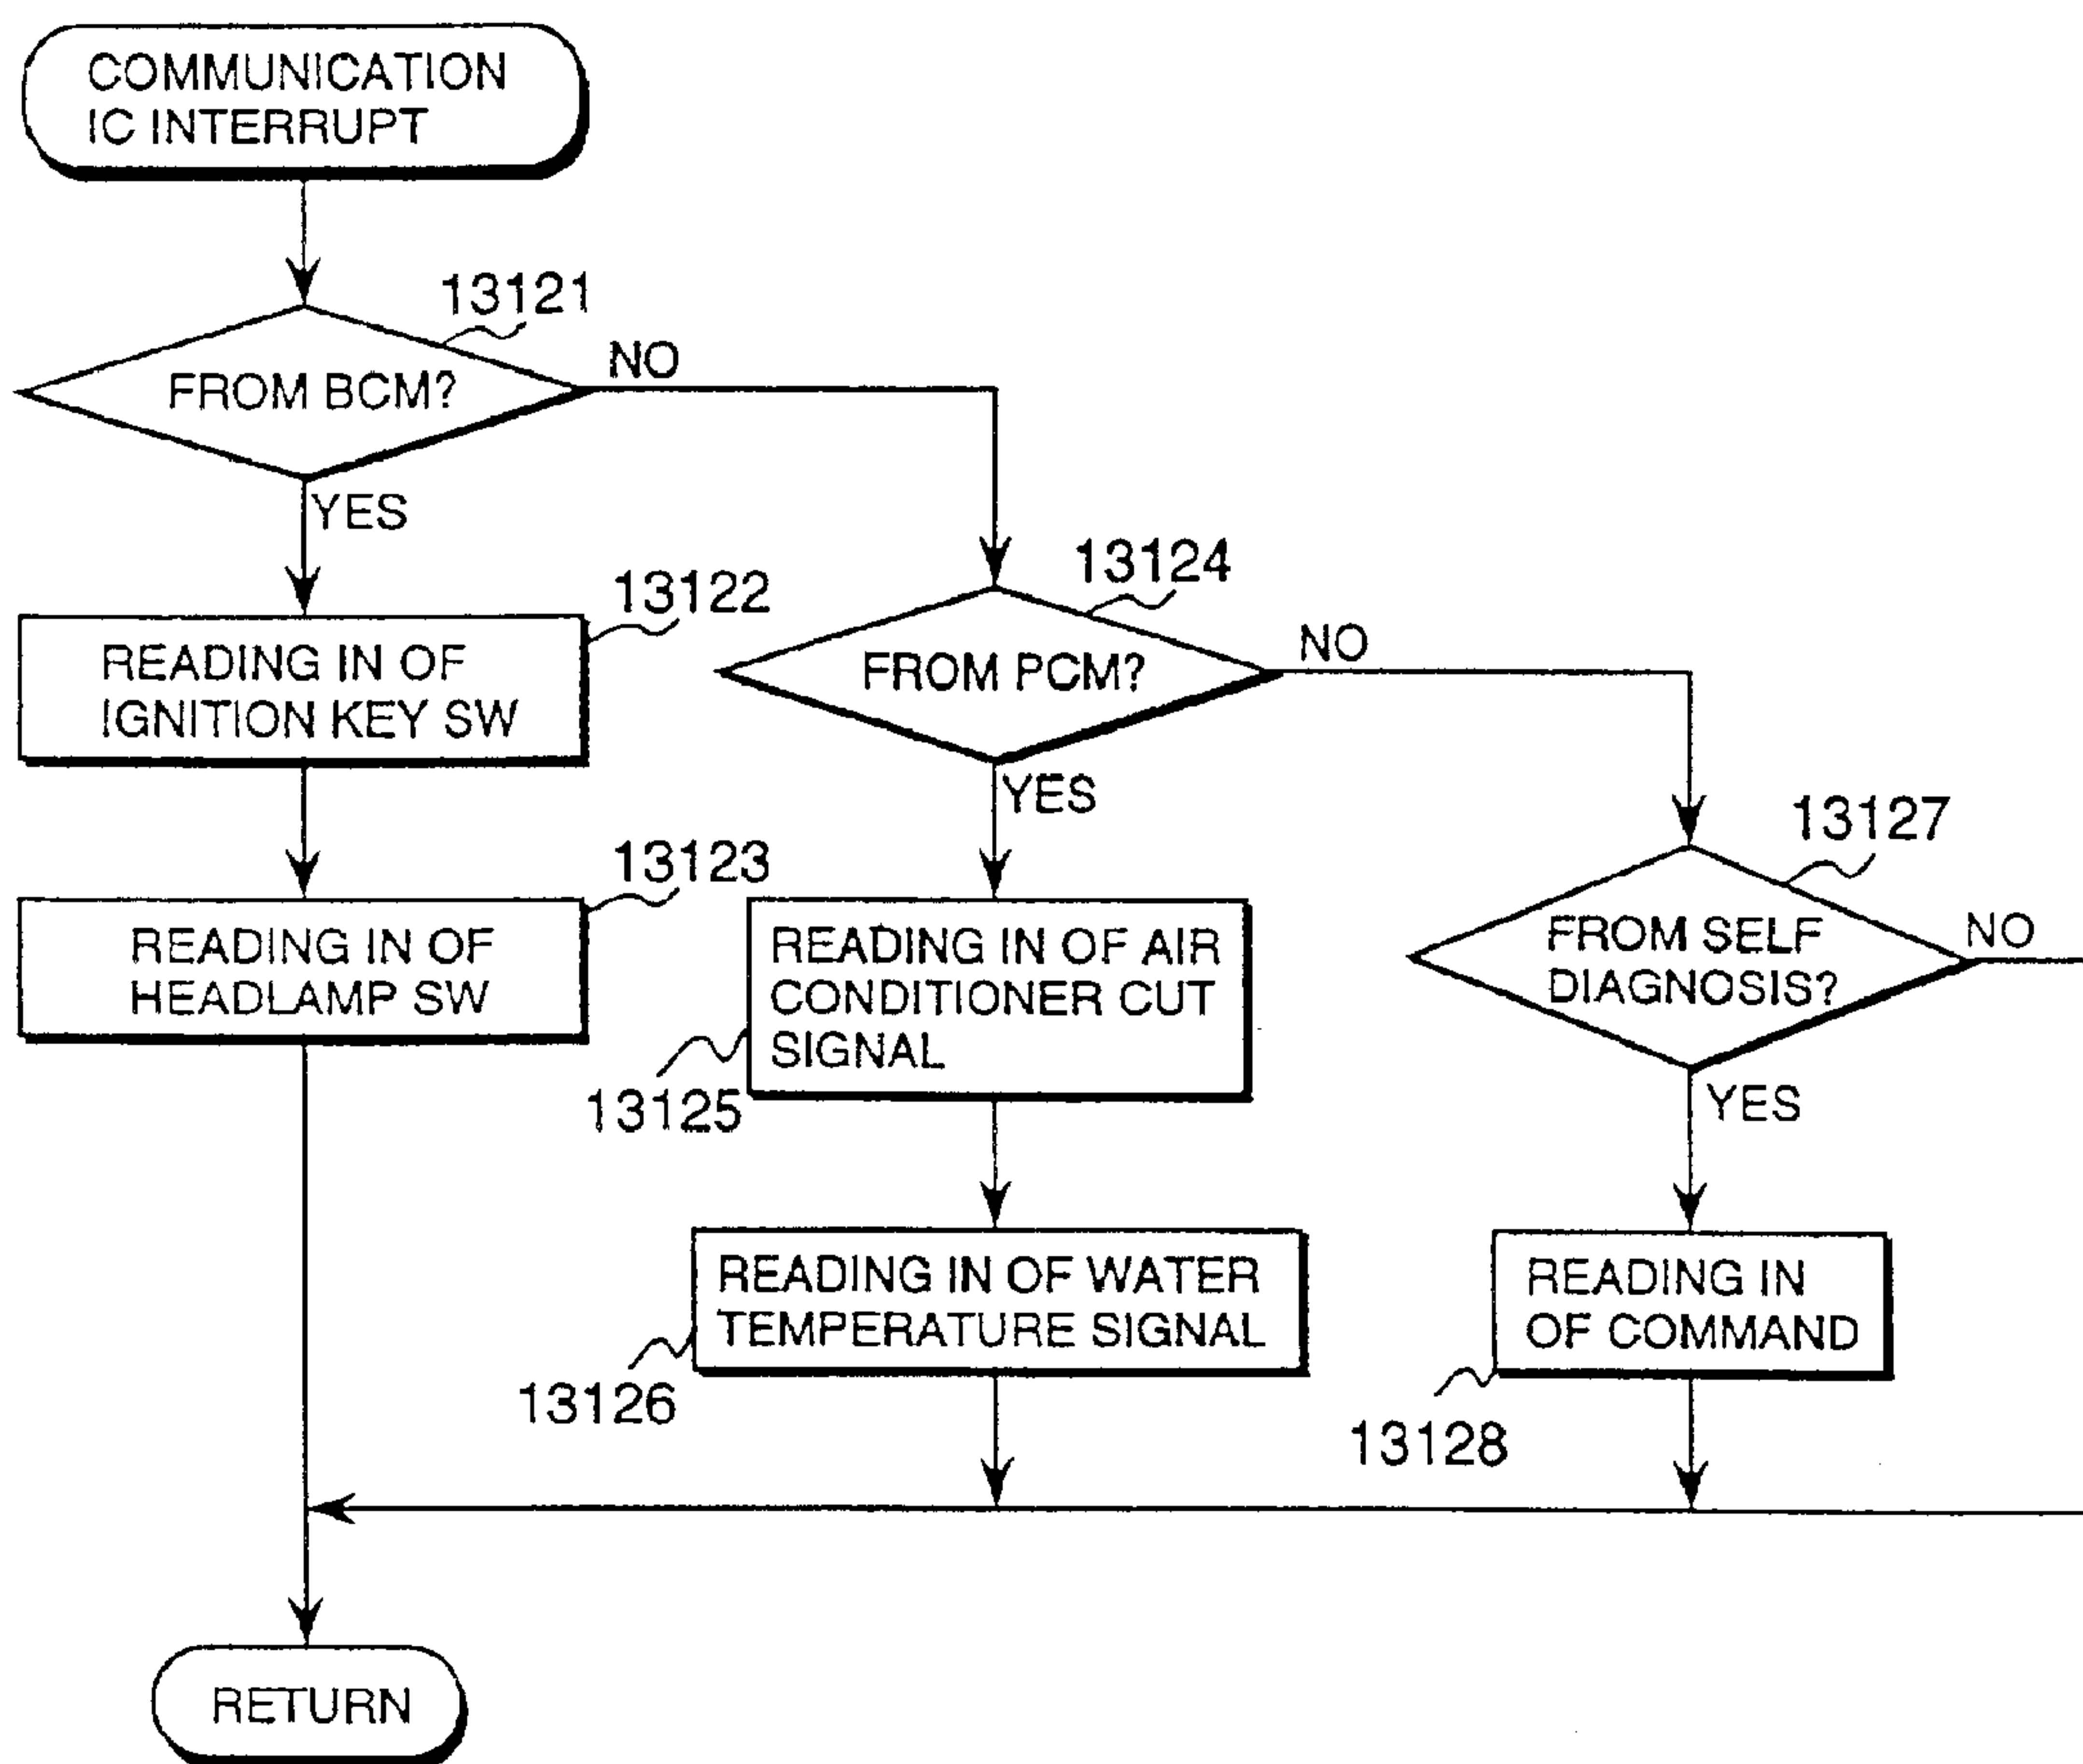 COMMUNICATION
IC INTERRUPT
13121
FROM BCM?
NO
YES
13122
READING IN OF
IGNITION KEY SW
13123
READING IN OF
HEADLAMP SW
13124
FROM PCM?
NO
YES
READING IN OF AIR
CONDITIONER CUT
SIGNAL
13125
READING IN OF WATER
TEMPERATURE SIGNAL
13126
13127
FROM SELF
DIAGNOSIS?
NO
YES
READING IN
OF COMMAND
13128
RETURN